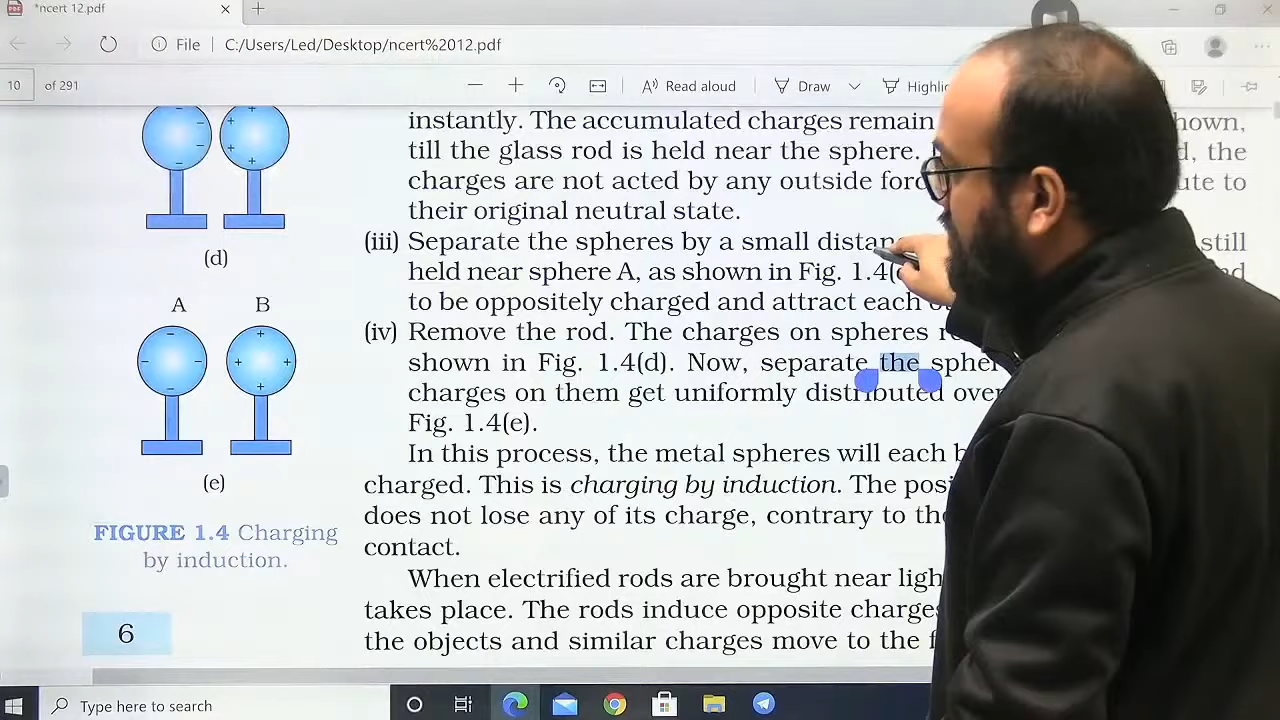 *ncert 12.pdf
File C:/Users/Led/Desktop/ncert%2012.pdf
10 of 291 Read aloud Draw
instantly. The accumulated charges remain hown,
till the glass rod is held near the sphere. d, the
charges are not acted by any outside ute to
their original neutral state.
(d)
(iii) Separate the spheres by a small still
held near sphere A, as shown in Fig.
to be oppositely charged and attract each
A B
(iv) Remove the rod. The charges on spheres
shown in Fig. 1.4(d). Now, separate the
charges on them get uniformly distributed over
Fig. 1.4(e).
In this process, the metal spheres will each
charged. This is charging by induction. The
does not lose any of its charge, contrary to
contact.
(e)
FIGURE 1.4 Charging
by induction.
When electrified rods are brought near
takes place. The rods induce opposite charges
the objects and similar charges move to the
6
Type here to search